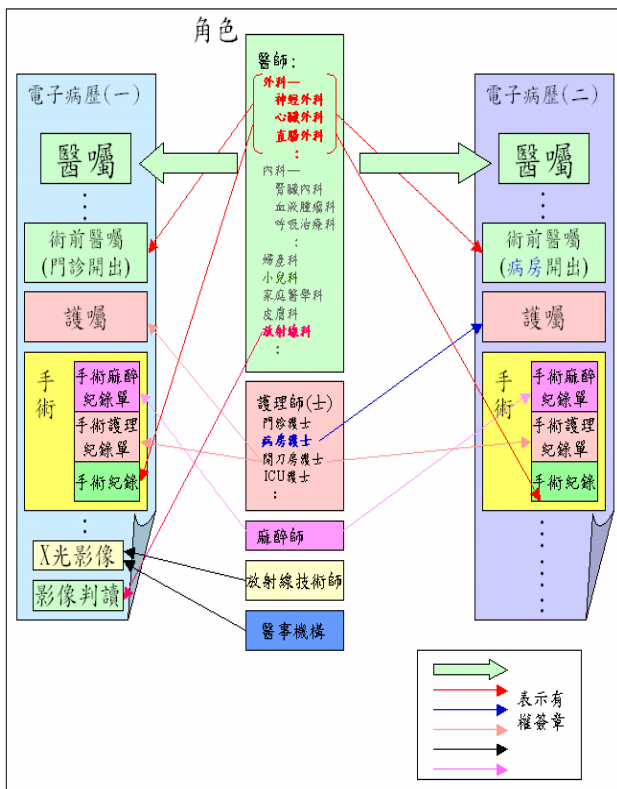 角色
電子病歷(一)
醫囑
術前醫囑
(門診開出)
護囑
手術
手術麻醉
紀錄單
手術護理
紀錄單
手術紀錄
X光影像
影像判讀
醫師:
外科—
神經外科
心臟外科
直腸外科
:
內科—
腎臟內科
血液腫瘤科
呼吸治療科
:
婦產科
小兒科
家庭醫學科
皮膚科
放射線科
:
護理師(士)
門診護士
病房護士
開刀房護士
ICU護士
:
麻醉師
放射線技術師
醫事機構
電子病歷(二)
醫囑
術前醫囑
(病房開出)
護囑
手術
手術麻醉
紀錄單
手術護理
紀錄單
手術紀錄
表示有
權簽章